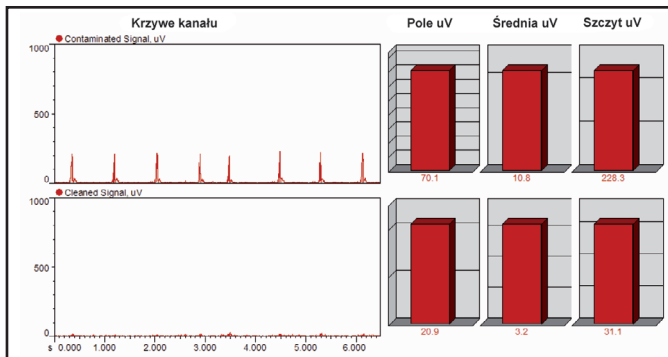 Krzywe kanału
Pole uV
Średnia uV
Szczyt uV
Contaminated Signal, uV
1000
500
0
70.1
10.8
228.3
Cleaned Signal, uV
1000
500
0
20.9
3.2
31.1
s 0.000 1.000 2.000 3.000 4.000 5.000 6.000